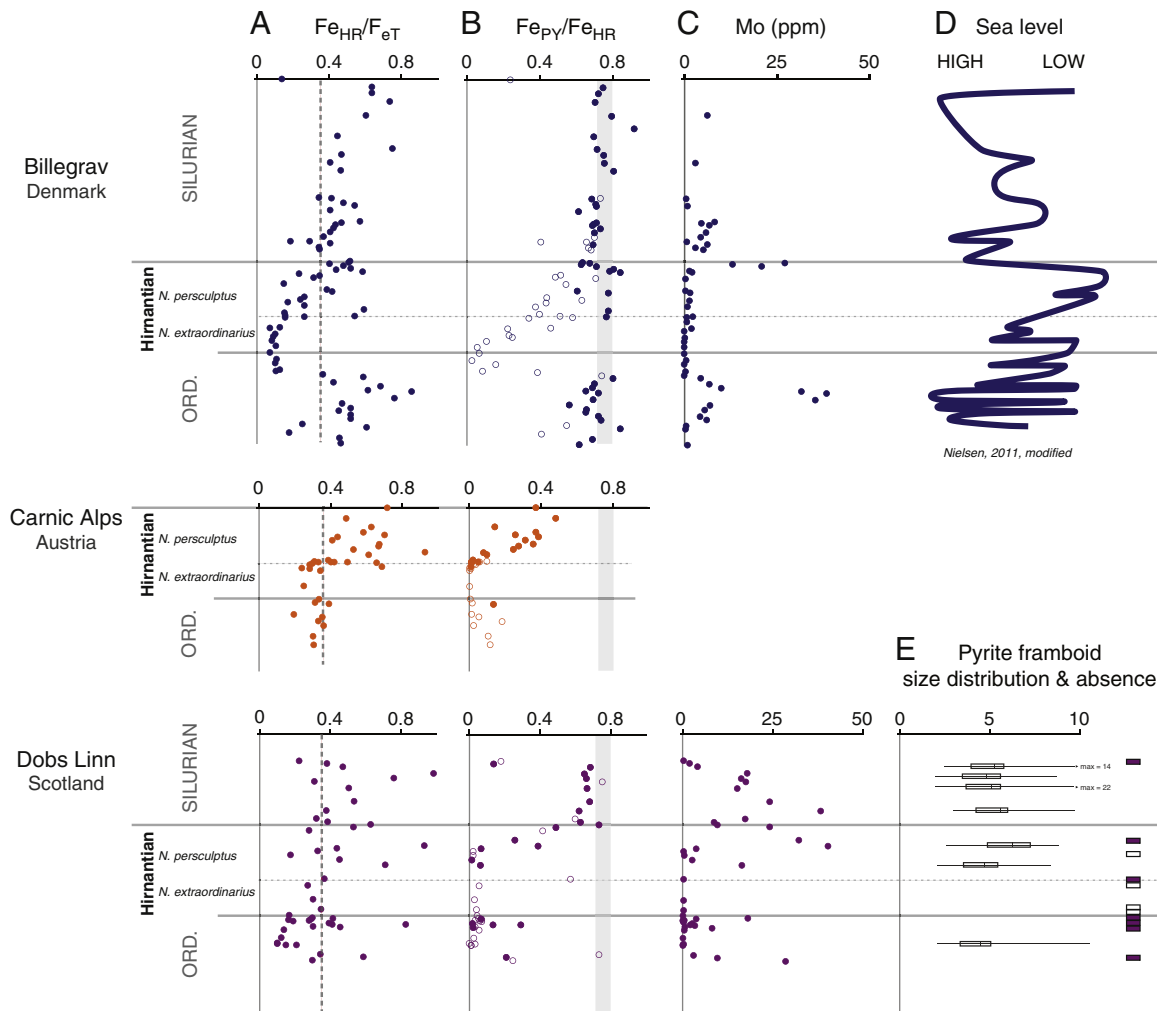 A Fe_HR/F_eT B Fe_PY/Fe_HR C Mo (ppm) D Sea level
HIGH LOW
0 0.4 0.8 0 0.4 0.8 0 25 50
Billegrav
Denmark
SILURIAN
Hirnantian
N. persculptus
N. extraordinarius
ORD.
Nielsen, 2011, modified
0 0.4 0.8 0 0.4 0.8
Carnic Alps
Austria
Hirnantian
N. persculptus
N. extraordinarius
ORD.
E Pyrite framboid
size distribution & absence
0 0.4 0.8 0 0.4 0.8 0 25 50 0 5 10
Dobs Linn
Scotland
SILURIAN
max = 14
max = 22
Hirnantian
N. persculptus
N. extraordinarius
ORD.